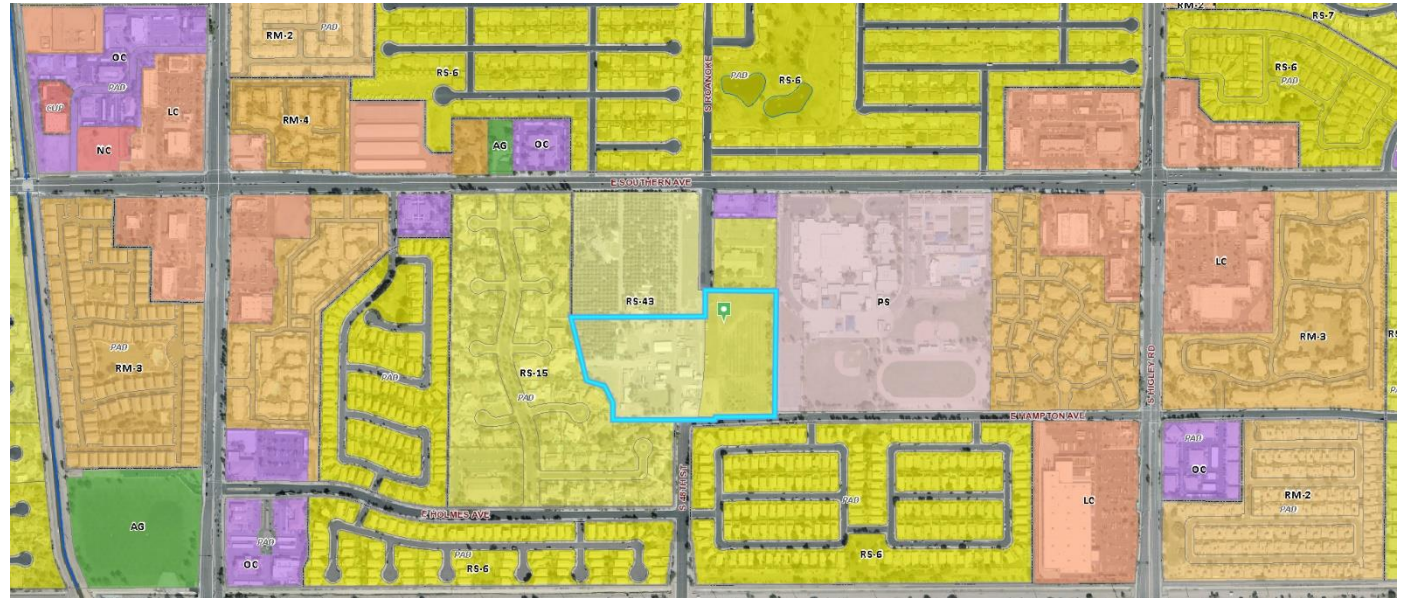 RM-2
RS-7
RM-2
PAD
OC
RS-6
RS-6
PAD
RS-6
PAD
PAD
LC
CUP
RM-4
S ROANOKE
NC
AG
OC
E SOUTHERN AVE
LC
RS-43
PS
PAD
RM-3
RM-3
RS-15
PAD
PAD
S HIGLEY RD
E HAMPTON AVE
PAD
OC
PAD
LC
RM-2
PAD
AG
E HOLMES AVE
PAD
OC
PAD
RS-6
RS-6